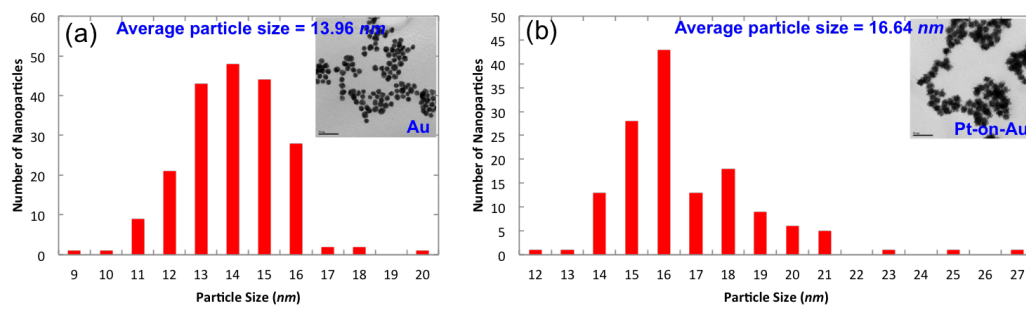 (a)
Average particle size = 13.96 nm
Number of Nanoparticles
60
50
40
30
20
10
0
Au
9 10 11 12 13 14 15 16 17 18 19 20
Particle Size (nm)
(b)
Average particle size = 16.64 nm
Number of Nanoparticles
50
45
40
35
30
25
20
15
10
5
0
Pt-on-Au
12 13 14 15 16 17 18 19 20 21 22 23 24 25 26 27
Particle Size (nm)